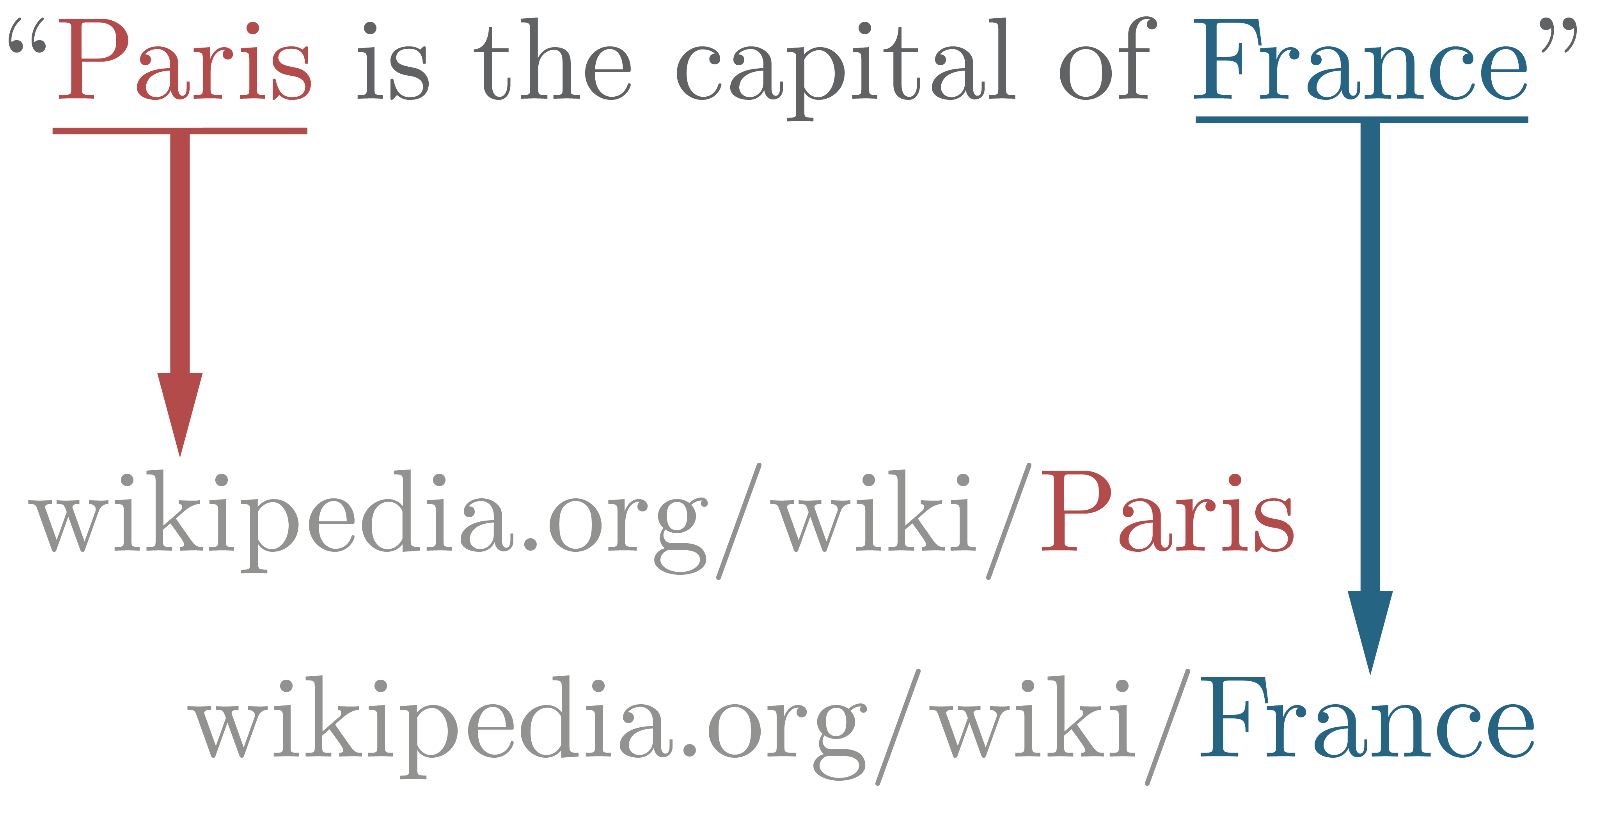 “Paris is the capital of France”
wikipedia.org/wiki/Paris
wikipedia.org/wiki/France